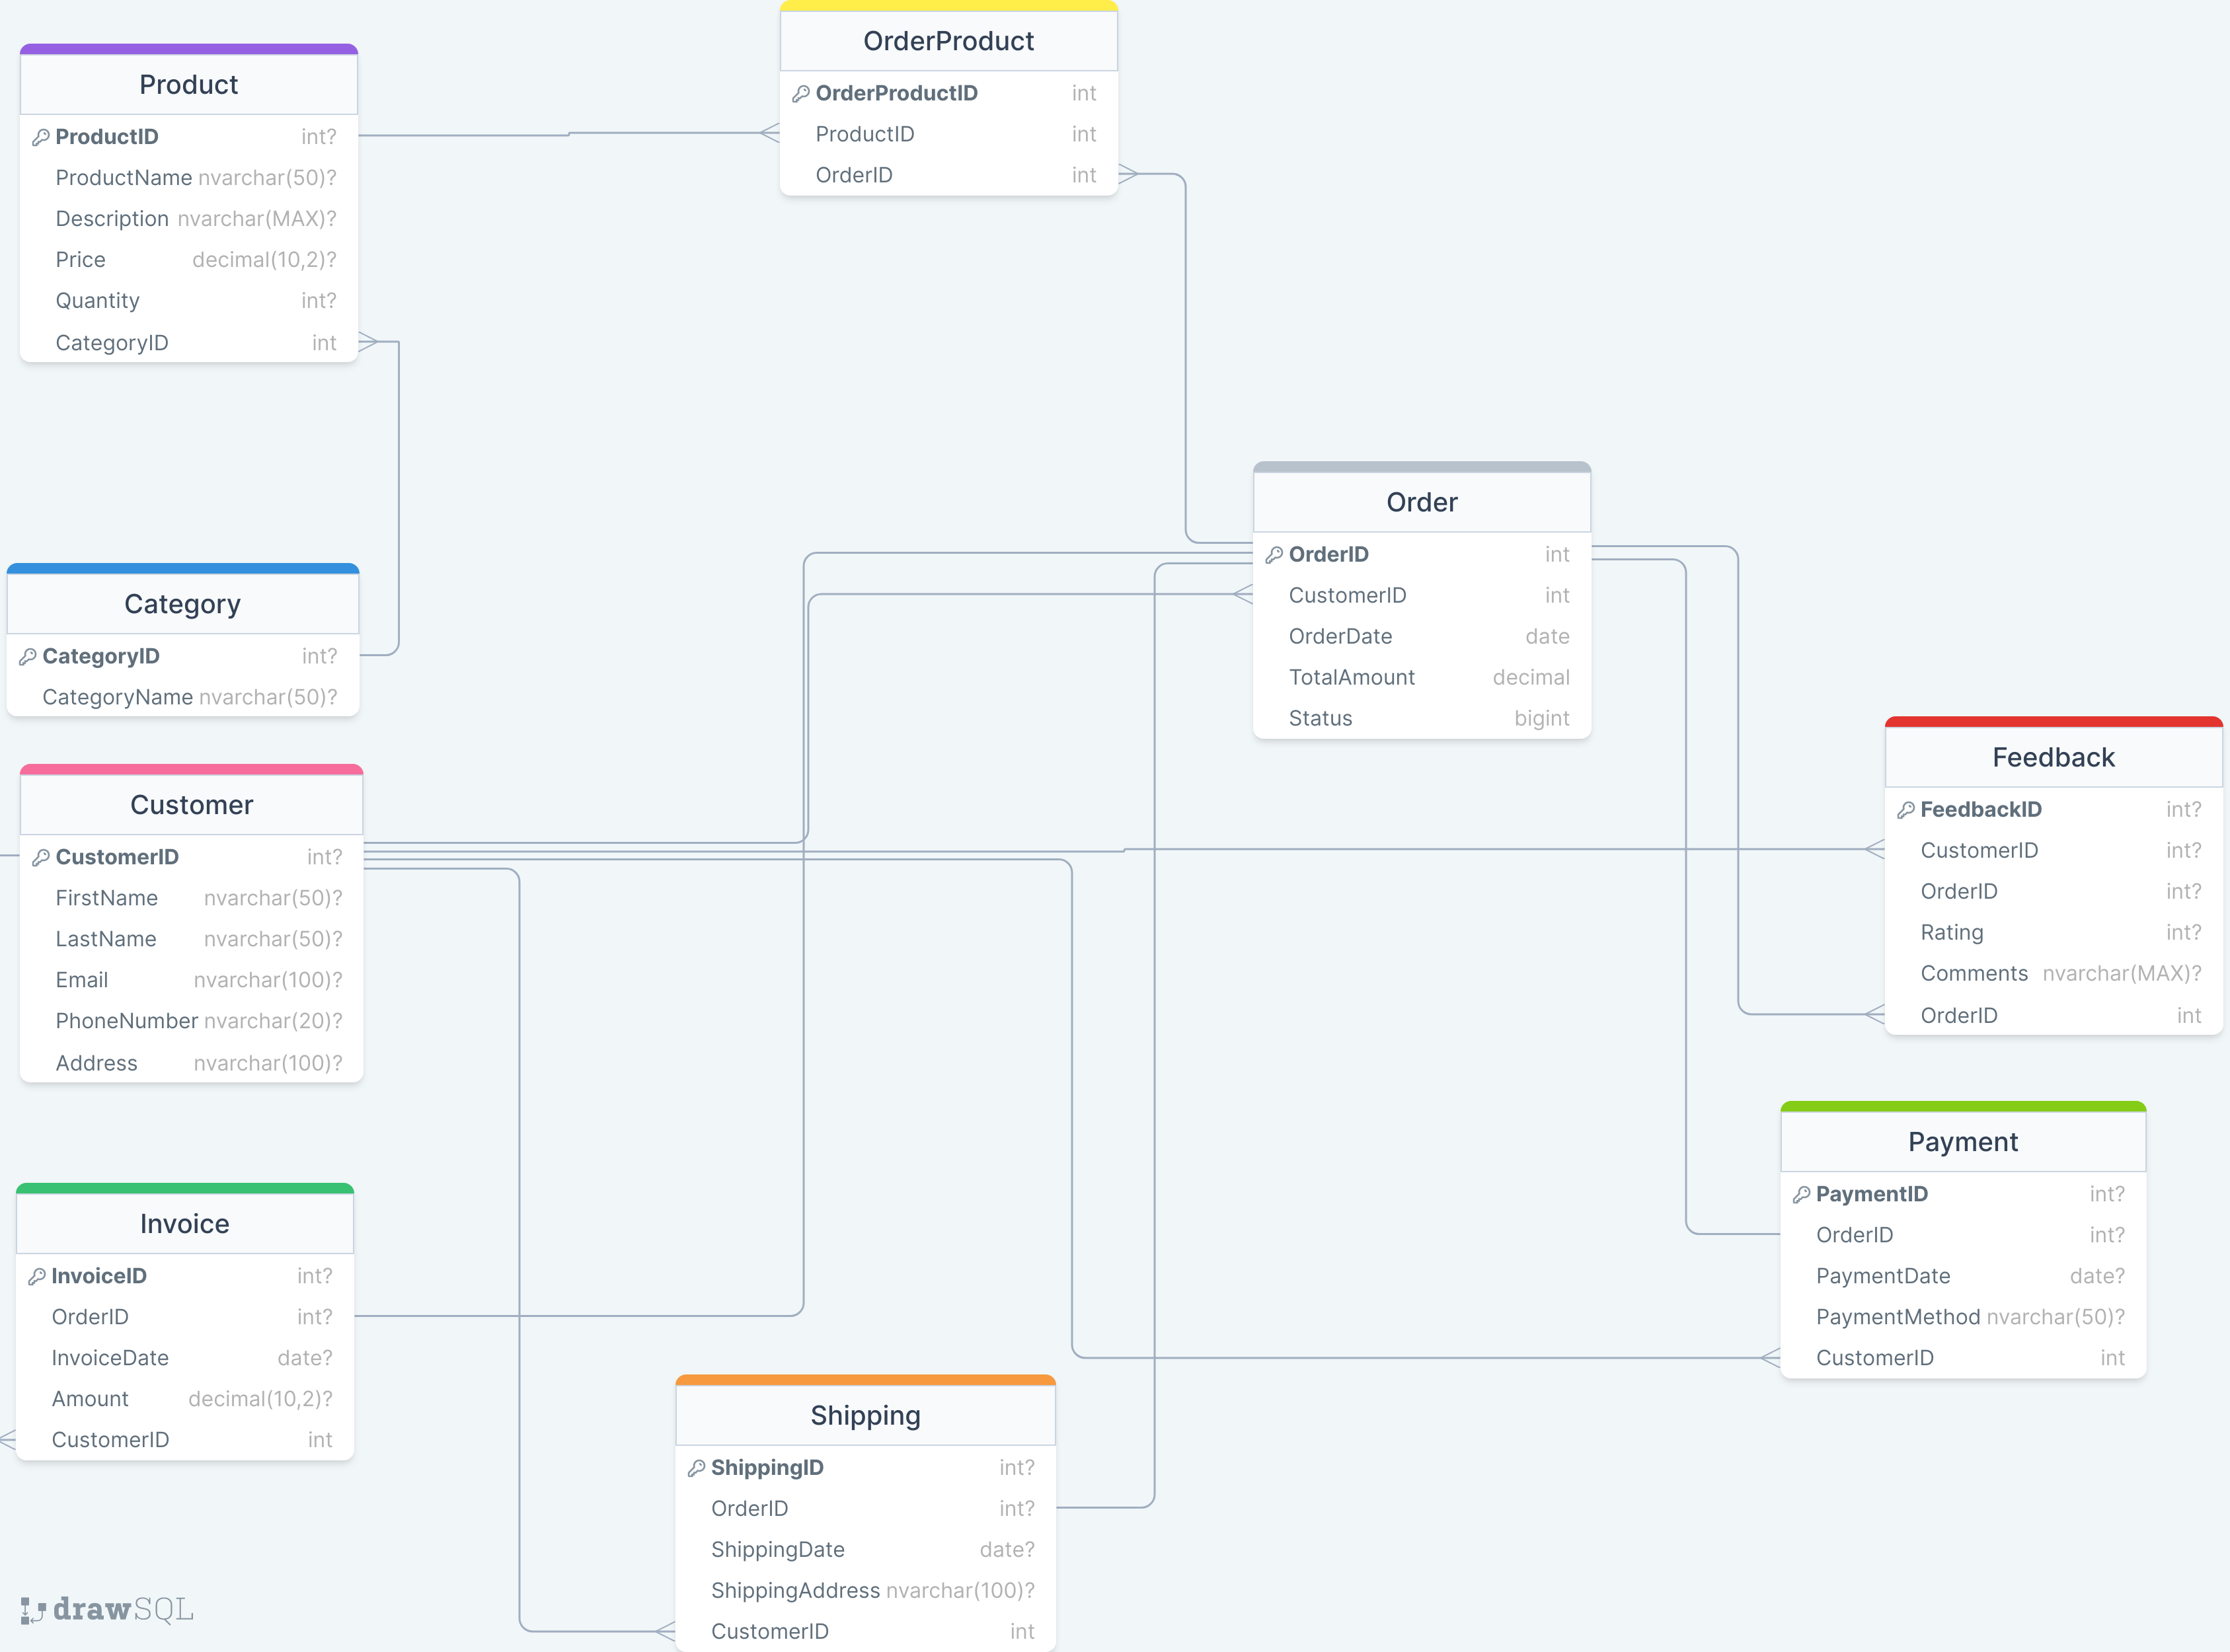 OrderProduct
OrderProductID int
ProductID int
OrderID int
Product
ProductID int?
ProductName nvarchar(50)?
Description nvarchar(MAX)?
Price decimal(10,2)?
Quantity int?
CategoryID int
Order
OrderID int
CustomerID int
OrderDate date
TotalAmount decimal
Status bigint
Category
CategoryID int?
CategoryName nvarchar(50)?
Feedback
FeedbackID int?
CustomerID int?
OrderID int?
Rating int?
Comments nvarchar(MAX)?
OrderID int
Customer
CustomerID int?
FirstName nvarchar(50)?
LastName nvarchar(50)?
Email nvarchar(100)?
PhoneNumber nvarchar(20)?
Address nvarchar(100)?
Payment
PaymentID int?
OrderID int?
PaymentDate date?
PaymentMethod nvarchar(50)?
CustomerID int
Invoice
InvoiceID int?
OrderID int?
InvoiceDate date?
Amount decimal(10,2)?
CustomerID int
Shipping
ShippingID int?
OrderID int?
ShippingDate date?
ShippingAddress nvarchar(100)?
CustomerID int
drawSQL